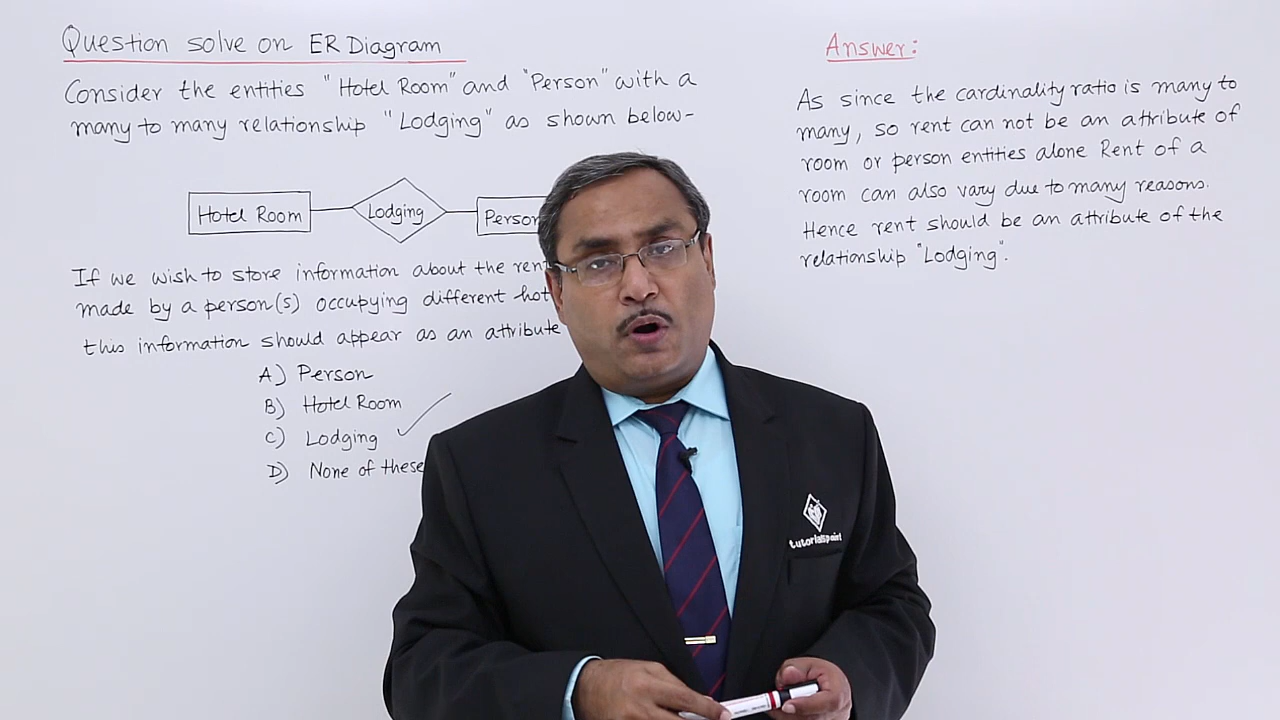 Question solve on ER Diagram
Consider the entities "Hotel Room" and "Person" with a
many to many relationship "Lodging" as shown below-
Hotel Room
Lodging
Person
If we wish to store information about the
made by a person(s) occupying different
this information should appear as an attribute
A) Person
B) Hotel Room
C) Lodging
D) None of these
Answer:
As since the cardinality ratio is many to
many, so rent can not be an attribute of
room or person entities alone Rent of a
room can also vary due to many reasons.
Hence rent should be an attribute of the
relationship "Lodging".
tutorialspoint